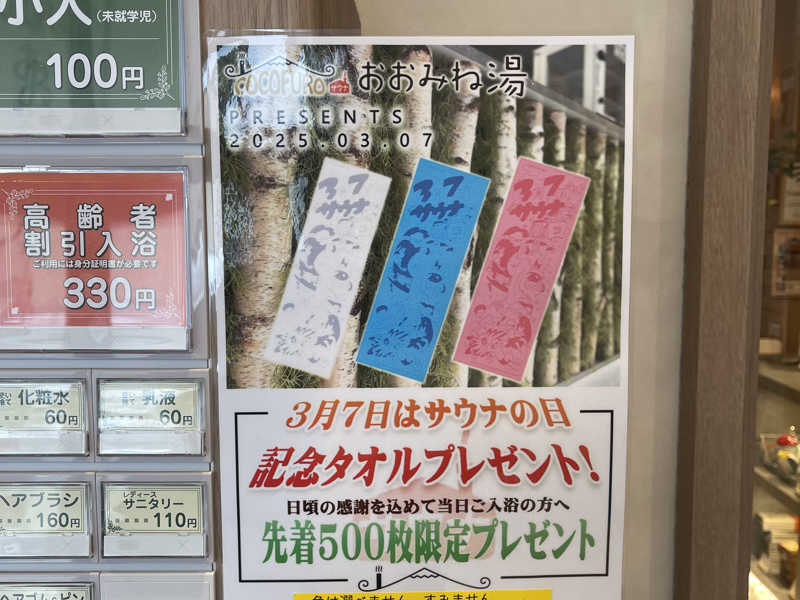 小人(未就学児)
100円
高齢者
割引入浴
ご利用には身分証明書が必要です
330円
化粧水
60円
乳液
60円
ヘアブラシ
160円
レディース
サニタリー
110円
COCOFURO サウナ おおみね湯
PRESENTS
2025.03.07
3月7日はサウナの日
記念タオルプレゼント!
日頃の感謝を込めて当日ご入浴の方へ
先着500枚限定プレゼント